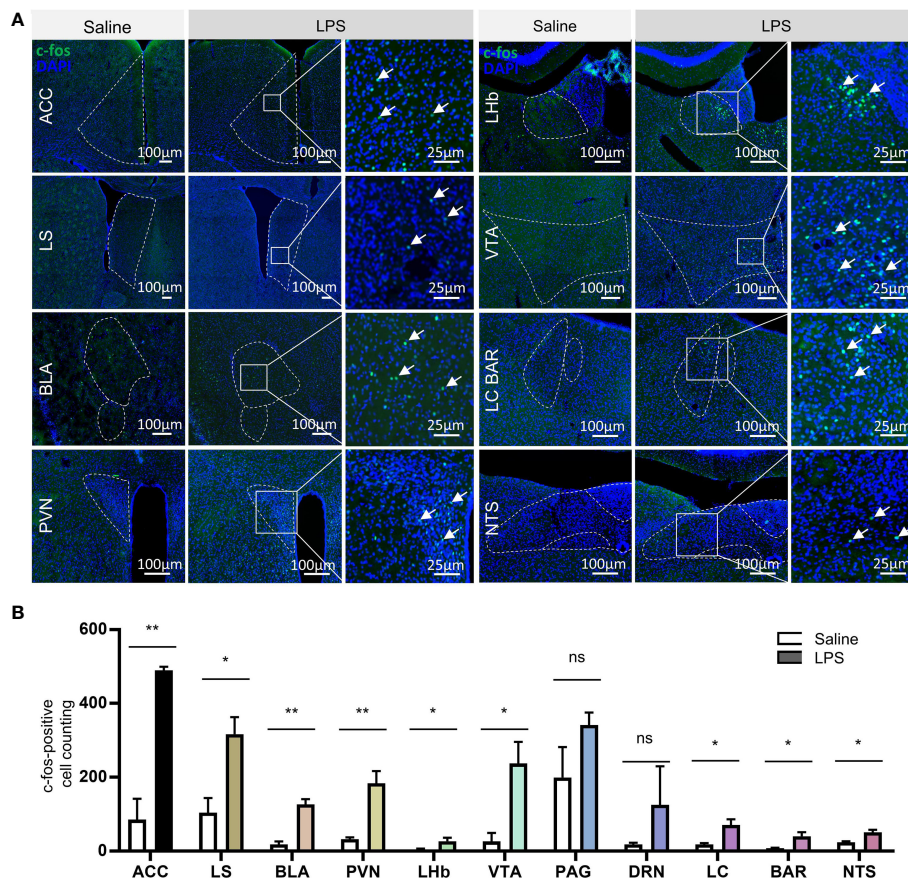 A
Saline
LPS
Saline
LPS
c-fos
DAPI
ACC
100μm
100μm
25μm
c-fos
DAPI
LHb
100μm
100μm
25μm
LS
100μm
100μm
25μm
VTA
100μm
100μm
25μm
BLA
100μm
100μm
25μm
LC BAR
100μm
100μm
25μm
PVN
100μm
100μm
25μm
NTS
100μm
100μm
25μm
B
c-fos-positive
cell counting
600
400
200
0
** * ** ** * * ns ns * * *
Saline
LPS
ACC LS BLA PVN LHb VTA PAG DRN LC BAR NTS